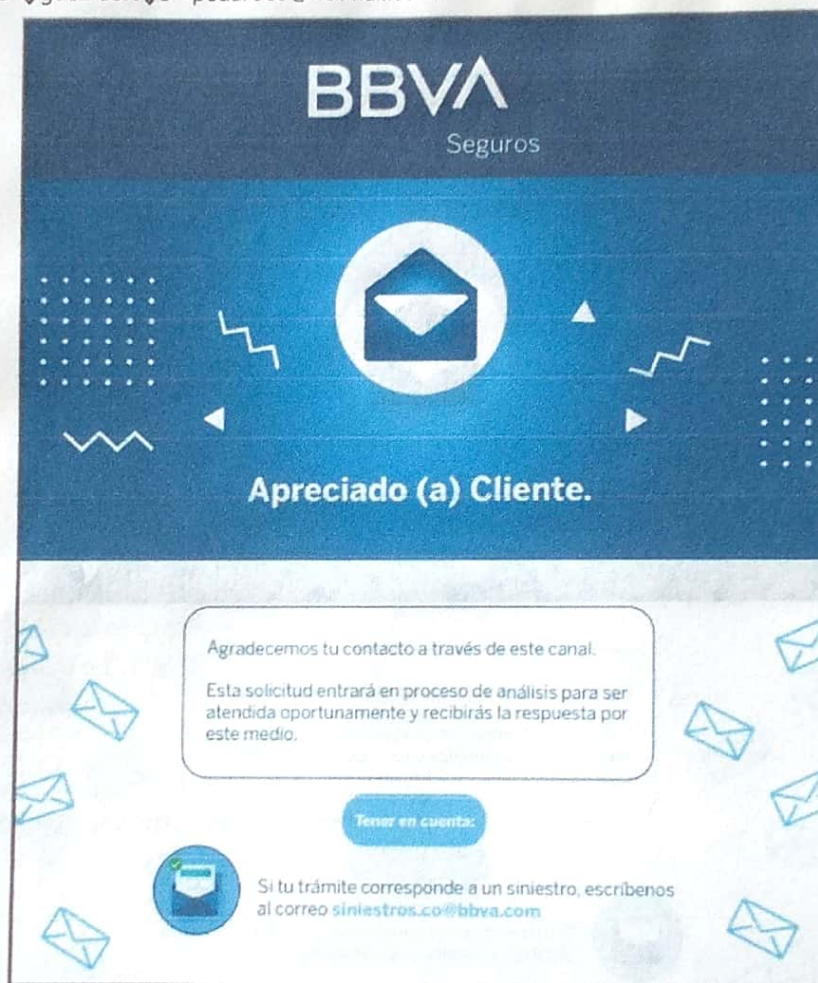 BBVA
Seguros
Apreciado (a) Cliente.
Agradecemos tu contacto a través de este canal.
Esta solicitud entrará en proceso de análisis para ser
atendida oportunamente y recibirás la respuesta por
este medio.
Tener en cuenta:
Si tu trámite corresponde a un siniestro, escríbenos
al correo siniestros.co@bbva.com